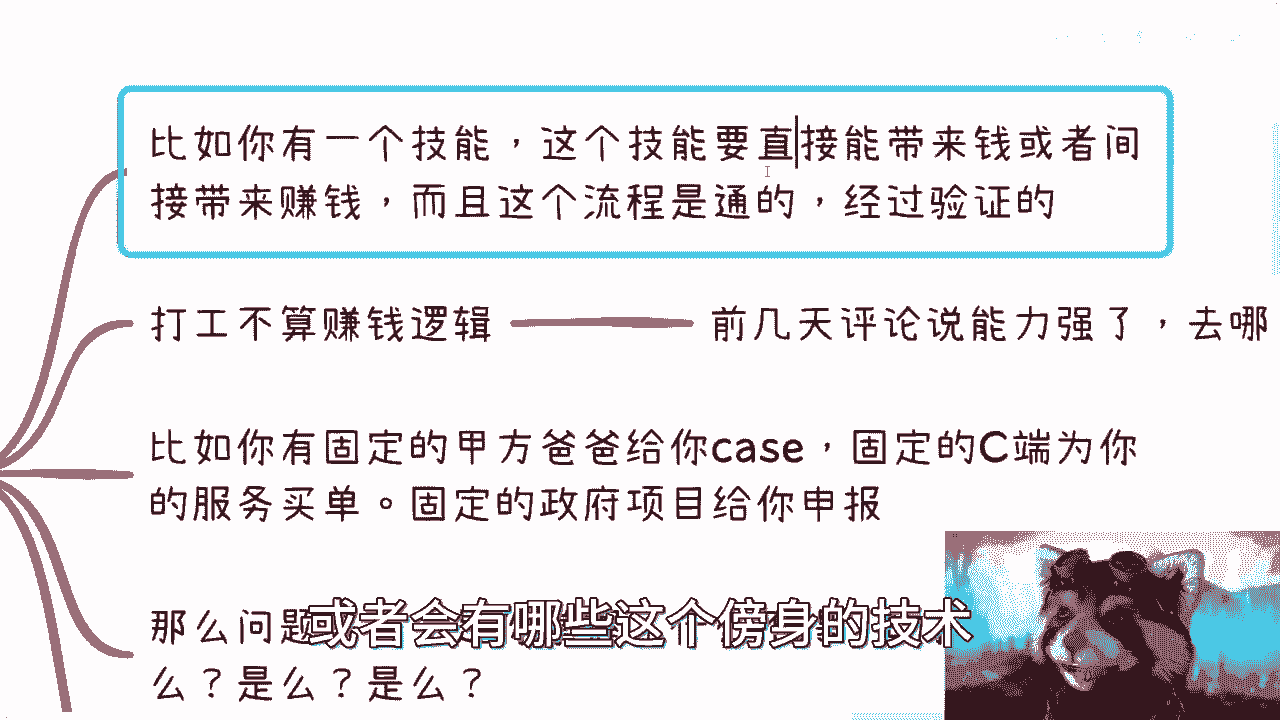 比如你有一个技能，这个技能要直接能带来钱或者间
接带来赚钱，而且这个流程是通的，经过验证的
打工不算赚钱逻辑
前几天评论说能力强了，去哪
比如你有固定的甲方爸爸给你case，固定的C端为你
的服务买单。固定的政府项目给你申报
那么问题
或者会有哪些这个傍身的技术
么？是么？是么？